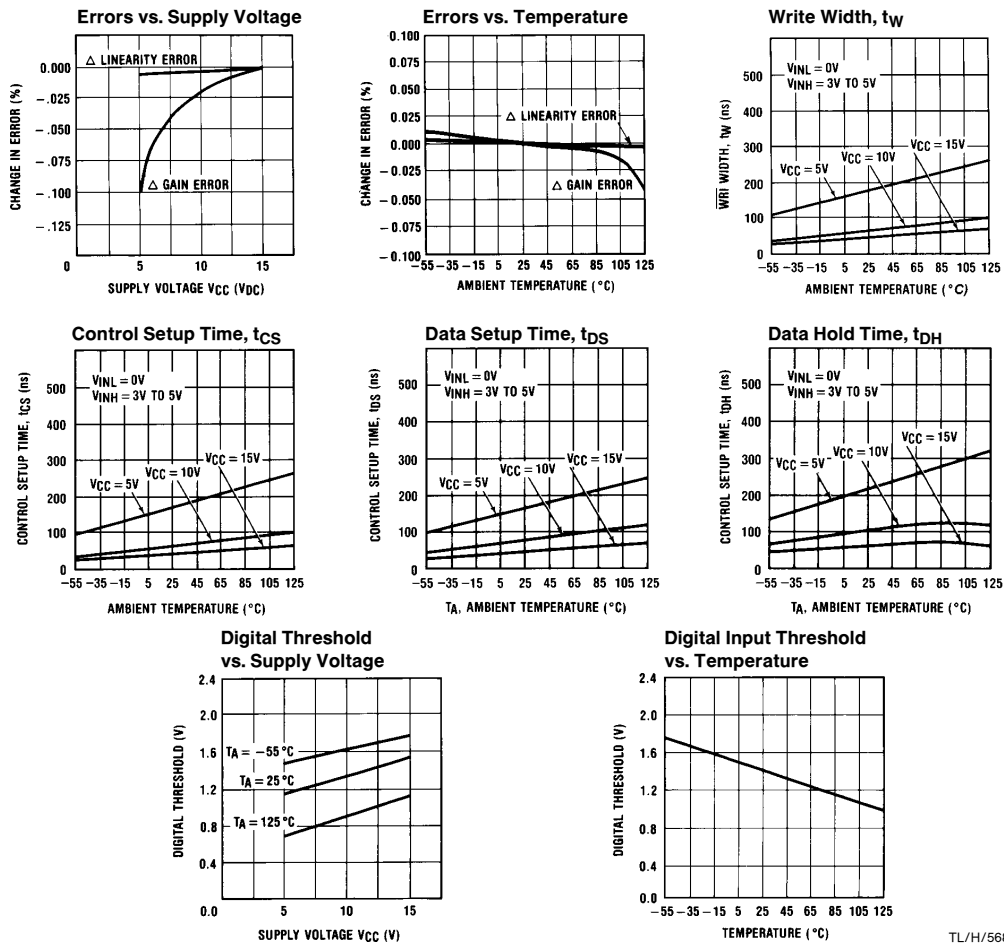 Errors vs. Supply Voltage
CHANGE IN ERROR (%)
0.000
−.025
−.050
−.075
−.100
−.125
Δ LINEARITY ERROR
Δ GAIN ERROR
0 5 10 15
SUPPLY VOLTAGE VCC (VDC)
Errors vs. Temperature
CHANGE IN ERROR (%)
0.100
0.075
0.050
0.025
0.000
−0.025
−0.050
−0.100
Δ LINEARITY ERROR
Δ GAIN ERROR
−55 −35 −15 5 25 45 65 85 105 125
AMBIENT TEMPERATURE (°C)
Write Width, tW
WRI WIDTH, tW (ns)
500
400
300
200
100
0
VINL = 0V
VINH = 3V TO 5V
VCC = 5V
VCC = 10V
VCC = 15V
−55 −35 −15 5 25 45 65 85 105 125
AMBIENT TEMPERATURE (°C)
Control Setup Time, tCS
CONTROL SETUP TIME, tCS (ns)
500
400
300
200
100
0
VINL = 0V
VINH = 3V TO 5V
VCC = 5V
VCC = 10V
VCC = 15V
−55 −35 −15 5 25 45 65 85 105 125
AMBIENT TEMPERATURE (°C)
Data Setup Time, tDS
CONTROL SETUP TIME, tDS (ns)
500
400
300
200
100
0
VINL = 0V
VINH = 3V TO 5V
VCC = 5V
VCC = 10V
VCC = 15V
−55 −35 −15 5 25 45 65 85 105 125
TA, AMBIENT TEMPERATURE (°C)
Data Hold Time, tDH
CONTROL SETUP TIME, tDH (ns)
500
400
300
200
100
0
VINL = 0V
VINH = 3V TO 5V
VCC = 5V
VCC = 10V
VCC = 15V
−55 −35 −15 5 25 45 65 85 105 125
TA, AMBIENT TEMPERATURE (°C)
Digital Threshold
vs. Supply Voltage
DIGITAL THRESHOLD (V)
2.4
2.0
1.6
1.2
0.8
0.4
0.0
TA = −55°C
TA = 25°C
TA = 125°C
5 10 15
SUPPLY VOLTAGE VCC (V)
Digital Input Threshold
vs. Temperature
DIGITAL THRESHOLD (V)
2.4
2.0
1.6
1.2
0.8
0.4
0.0
−55 −35 −15 5 25 45 65 85 105 125
TEMPERATURE (°C)
TL/H/56